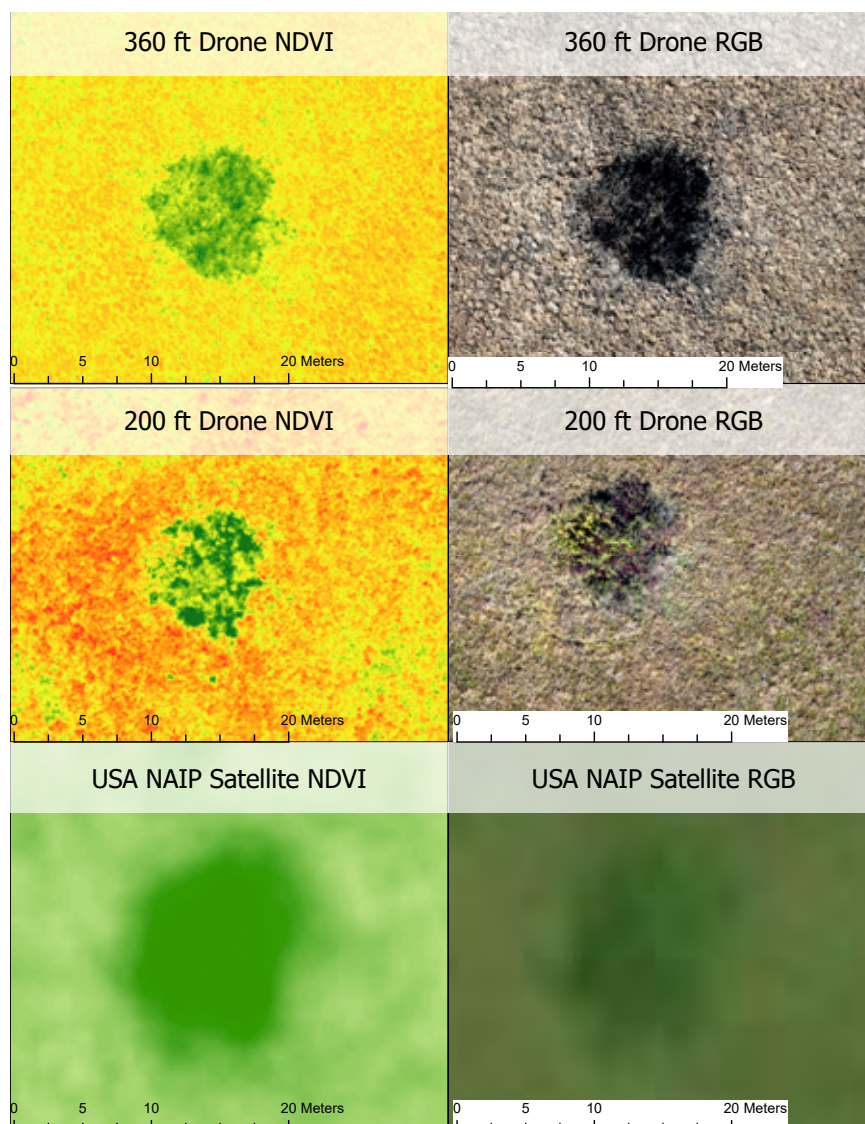 360 ft Drone NDVI
360 ft Drone RGB
0 5 10 20 Meters
0 5 10 20 Meters
200 ft Drone NDVI
200 ft Drone RGB
0 5 10 20 Meters
0 5 10 20 Meters
USA NAIP Satellite NDVI
USA NAIP Satellite RGB
0 5 10 20 Meters
0 5 10 20 Meters